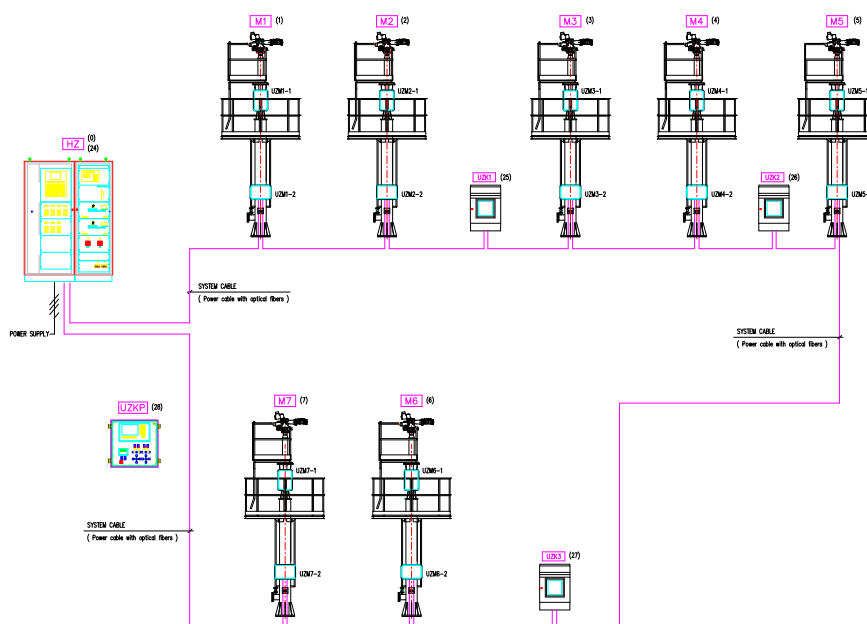 M1 (1)
M2 (2)
M3 (3)
M4 (4)
M5 (5)
UZM1-1
UZM2-1
UZM3-1
UZM4-1
UZM5-1
HZ (0)
(24)
UZK1 (25)
UZK2 (26)
UZM1-2
UZM2-2
UZM3-2
UZM4-2
UZM5-
SYSTEM CABLE
( Power cable with optical fibers )
POWER SUPPLY
SYSTEM CABLE
( Power cable with optical fibers )
M7 (7)
M6 (6)
UZKP (28)
UZM7-1
UZM6-1
SYSTEM CABLE
( Power cable with optical fibers )
UZK3 (27)
UZM7-2
UZM6-2